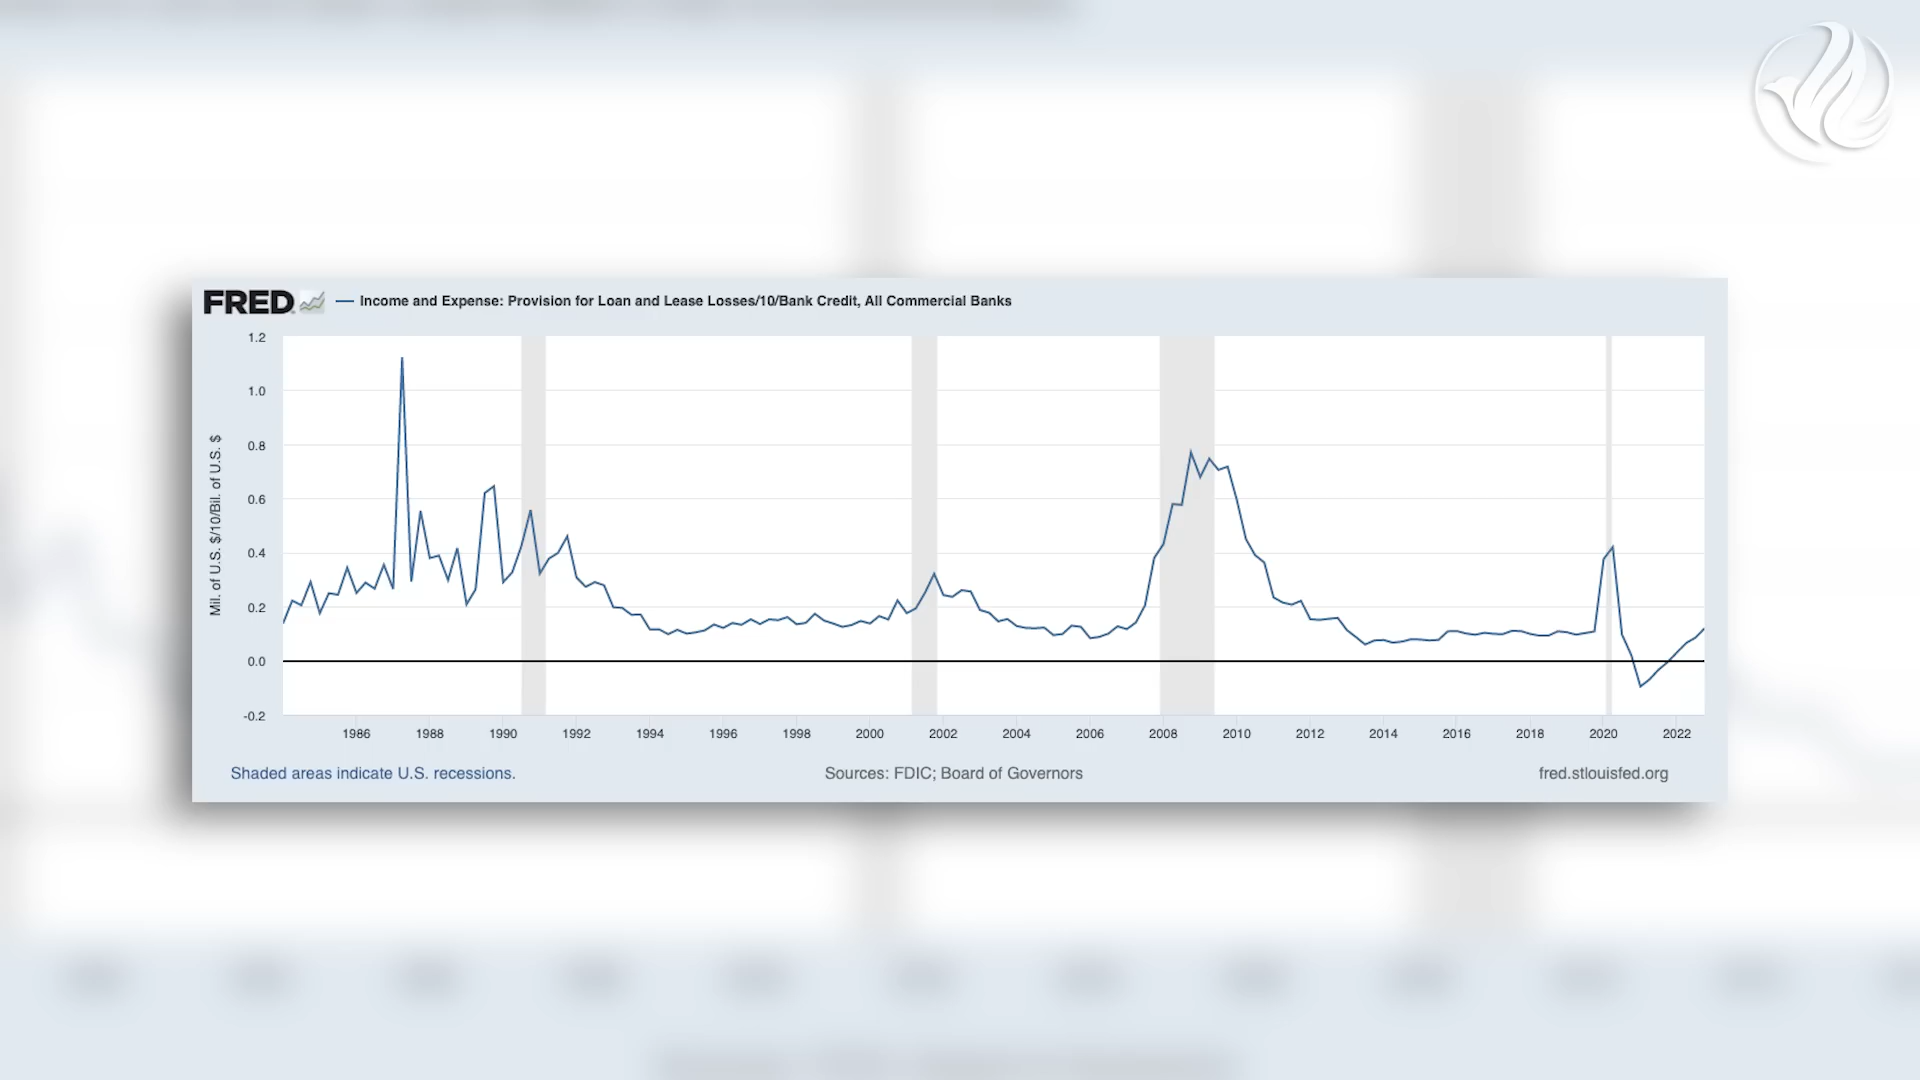 FRED
Income and Expense: Provision for Loan and Lease Losses/10/Bank Credit, All Commercial Banks
Mil. of U.S. $/10/Bil. of U.S. $
1.2
1.0
0.8
0.6
0.4
0.2
0.0
-0.2
1986 1988 1990 1992 1994 1996 1998 2000 2002 2004 2006 2008 2010 2012 2014 2016 2018 2020 2022
Shaded areas indicate U.S. recessions. Sources: FDIC; Board of Governors fred.stlouisfed.org